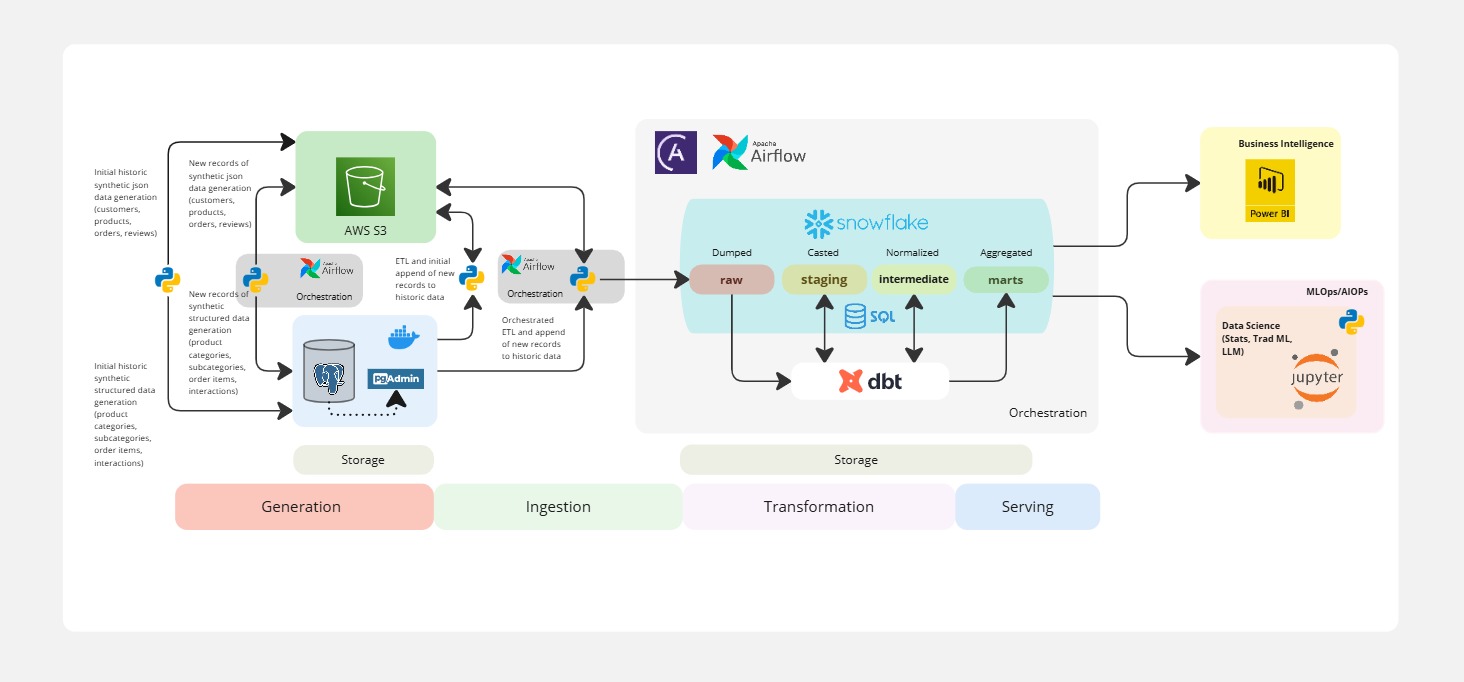 Initial historic
synthetic json
data generation
(customers,
products,
orders, reviews)
New records of
synthetic json
data generation
(customers,
products,
orders, reviews)
AWS S3
Apache
Airflow
Orchestration
New records of
synthetic
structured data
generation
(product
categories,
subcategories,
order items,
interactions)
Initial historic
synthetic
structured data
generation
(product
categories,
subcategories,
order items,
interactions)
pgAdmin
ETL and initial
append of new
records to
historic data
Apache
Airflow
Orchestration
Orchestrated
ETL and append
of new records
to historic data
A
Apache
Airflow
snowflake
Dumped
Casted
Normalized
Aggregated
raw
staging
intermediate
marts
SQL
dbt
Orchestration
Business Intelligence
Power BI
MLOps/AIOPs
Data Science
(Stats, Trad ML,
LLM)
jupyter
Storage
Storage
Generation
Ingestion
Transformation
Serving